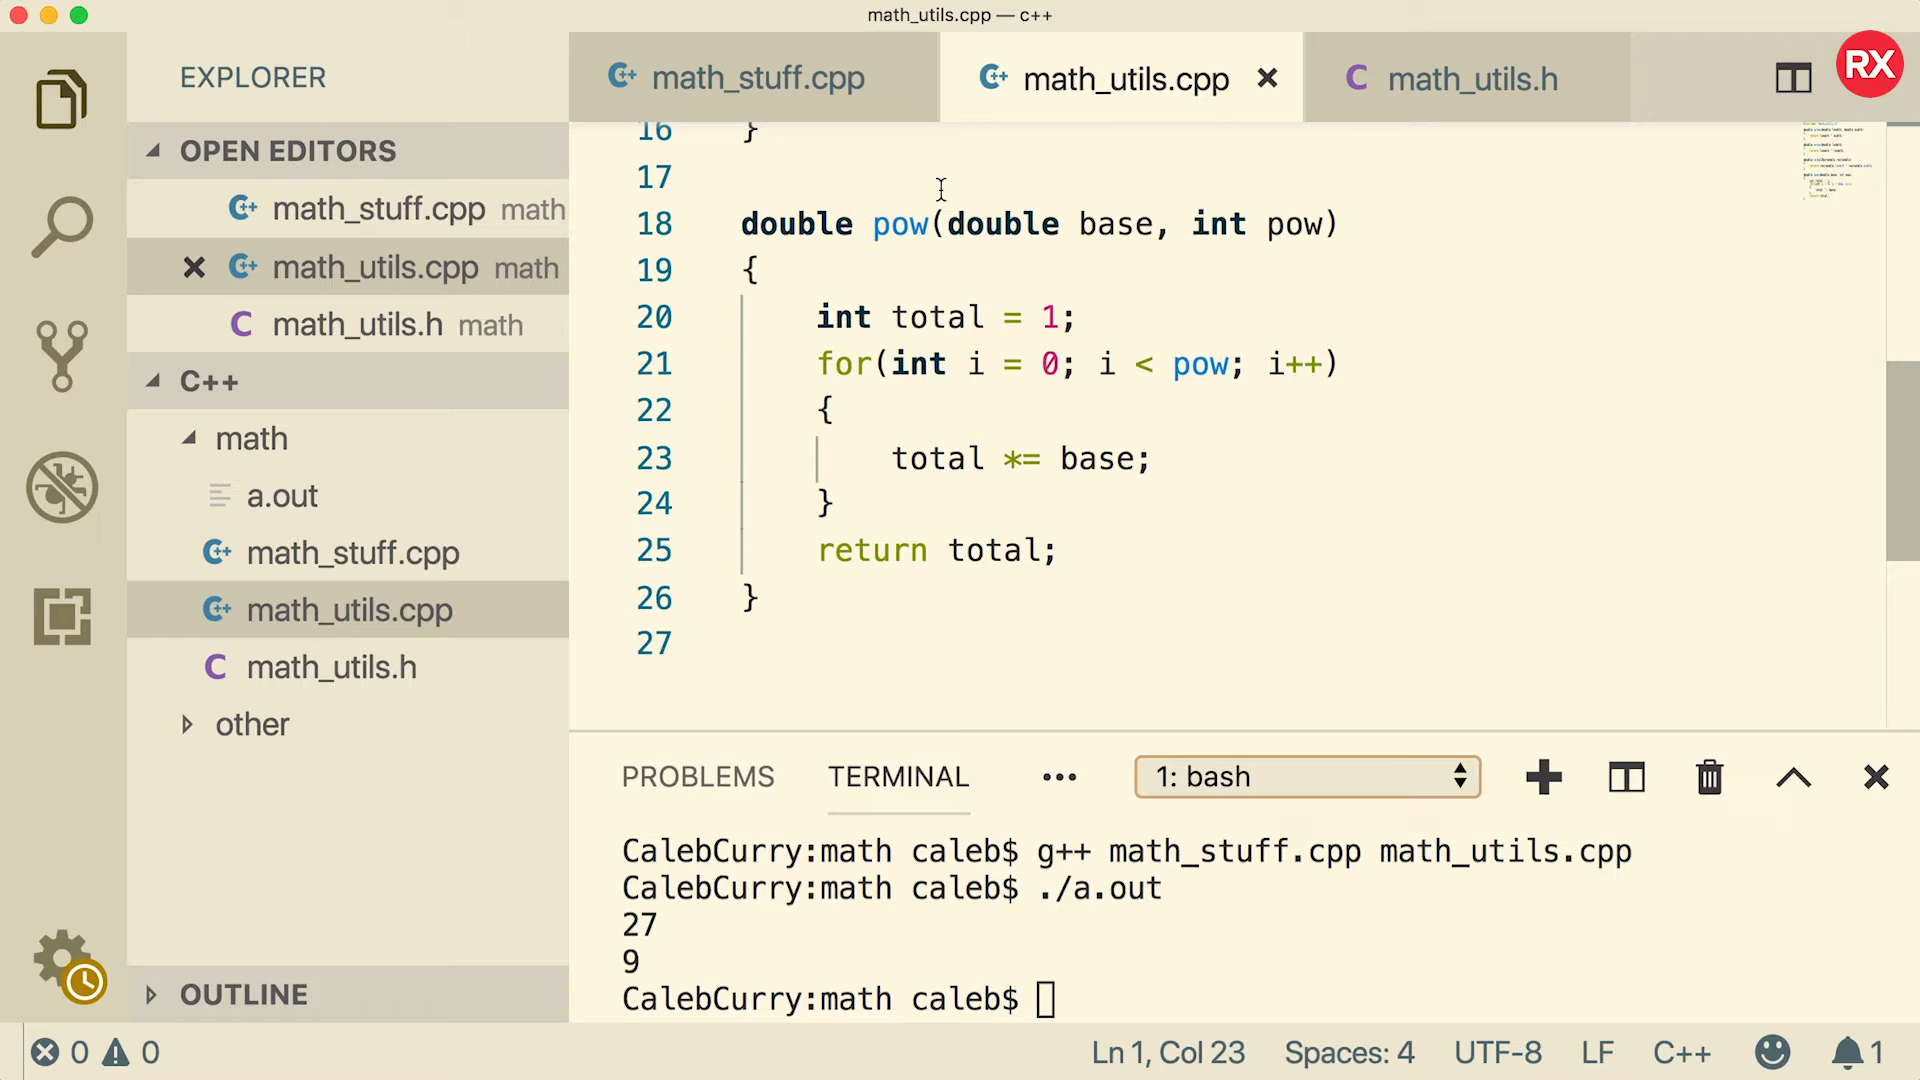 math_utils.cpp — c++
EXPLORER
OPEN EDITORS
math_stuff.cpp math
math_utils.cpp math
math_utils.h math
C++
math
a.out
math_stuff.cpp
math_utils.cpp
math_utils.h
other
OUTLINE
math_stuff.cpp
math_utils.cpp
math_utils.h
RX
16 }
17
18 double pow(double base, int pow)
19 {
20 int total = 1;
21 for(int i = 0; i < pow; i++)
22 {
23 total *= base;
24 }
25 return total;
26 }
27
PROBLEMS TERMINAL ••• 1: bash
CalebCurry:math caleb$ g++ math_stuff.cpp math_utils.cpp
CalebCurry:math caleb$ ./a.out
27
9
CalebCurry:math caleb$
0 0 Ln 1, Col 23 Spaces: 4 UTF-8 LF C++ 1